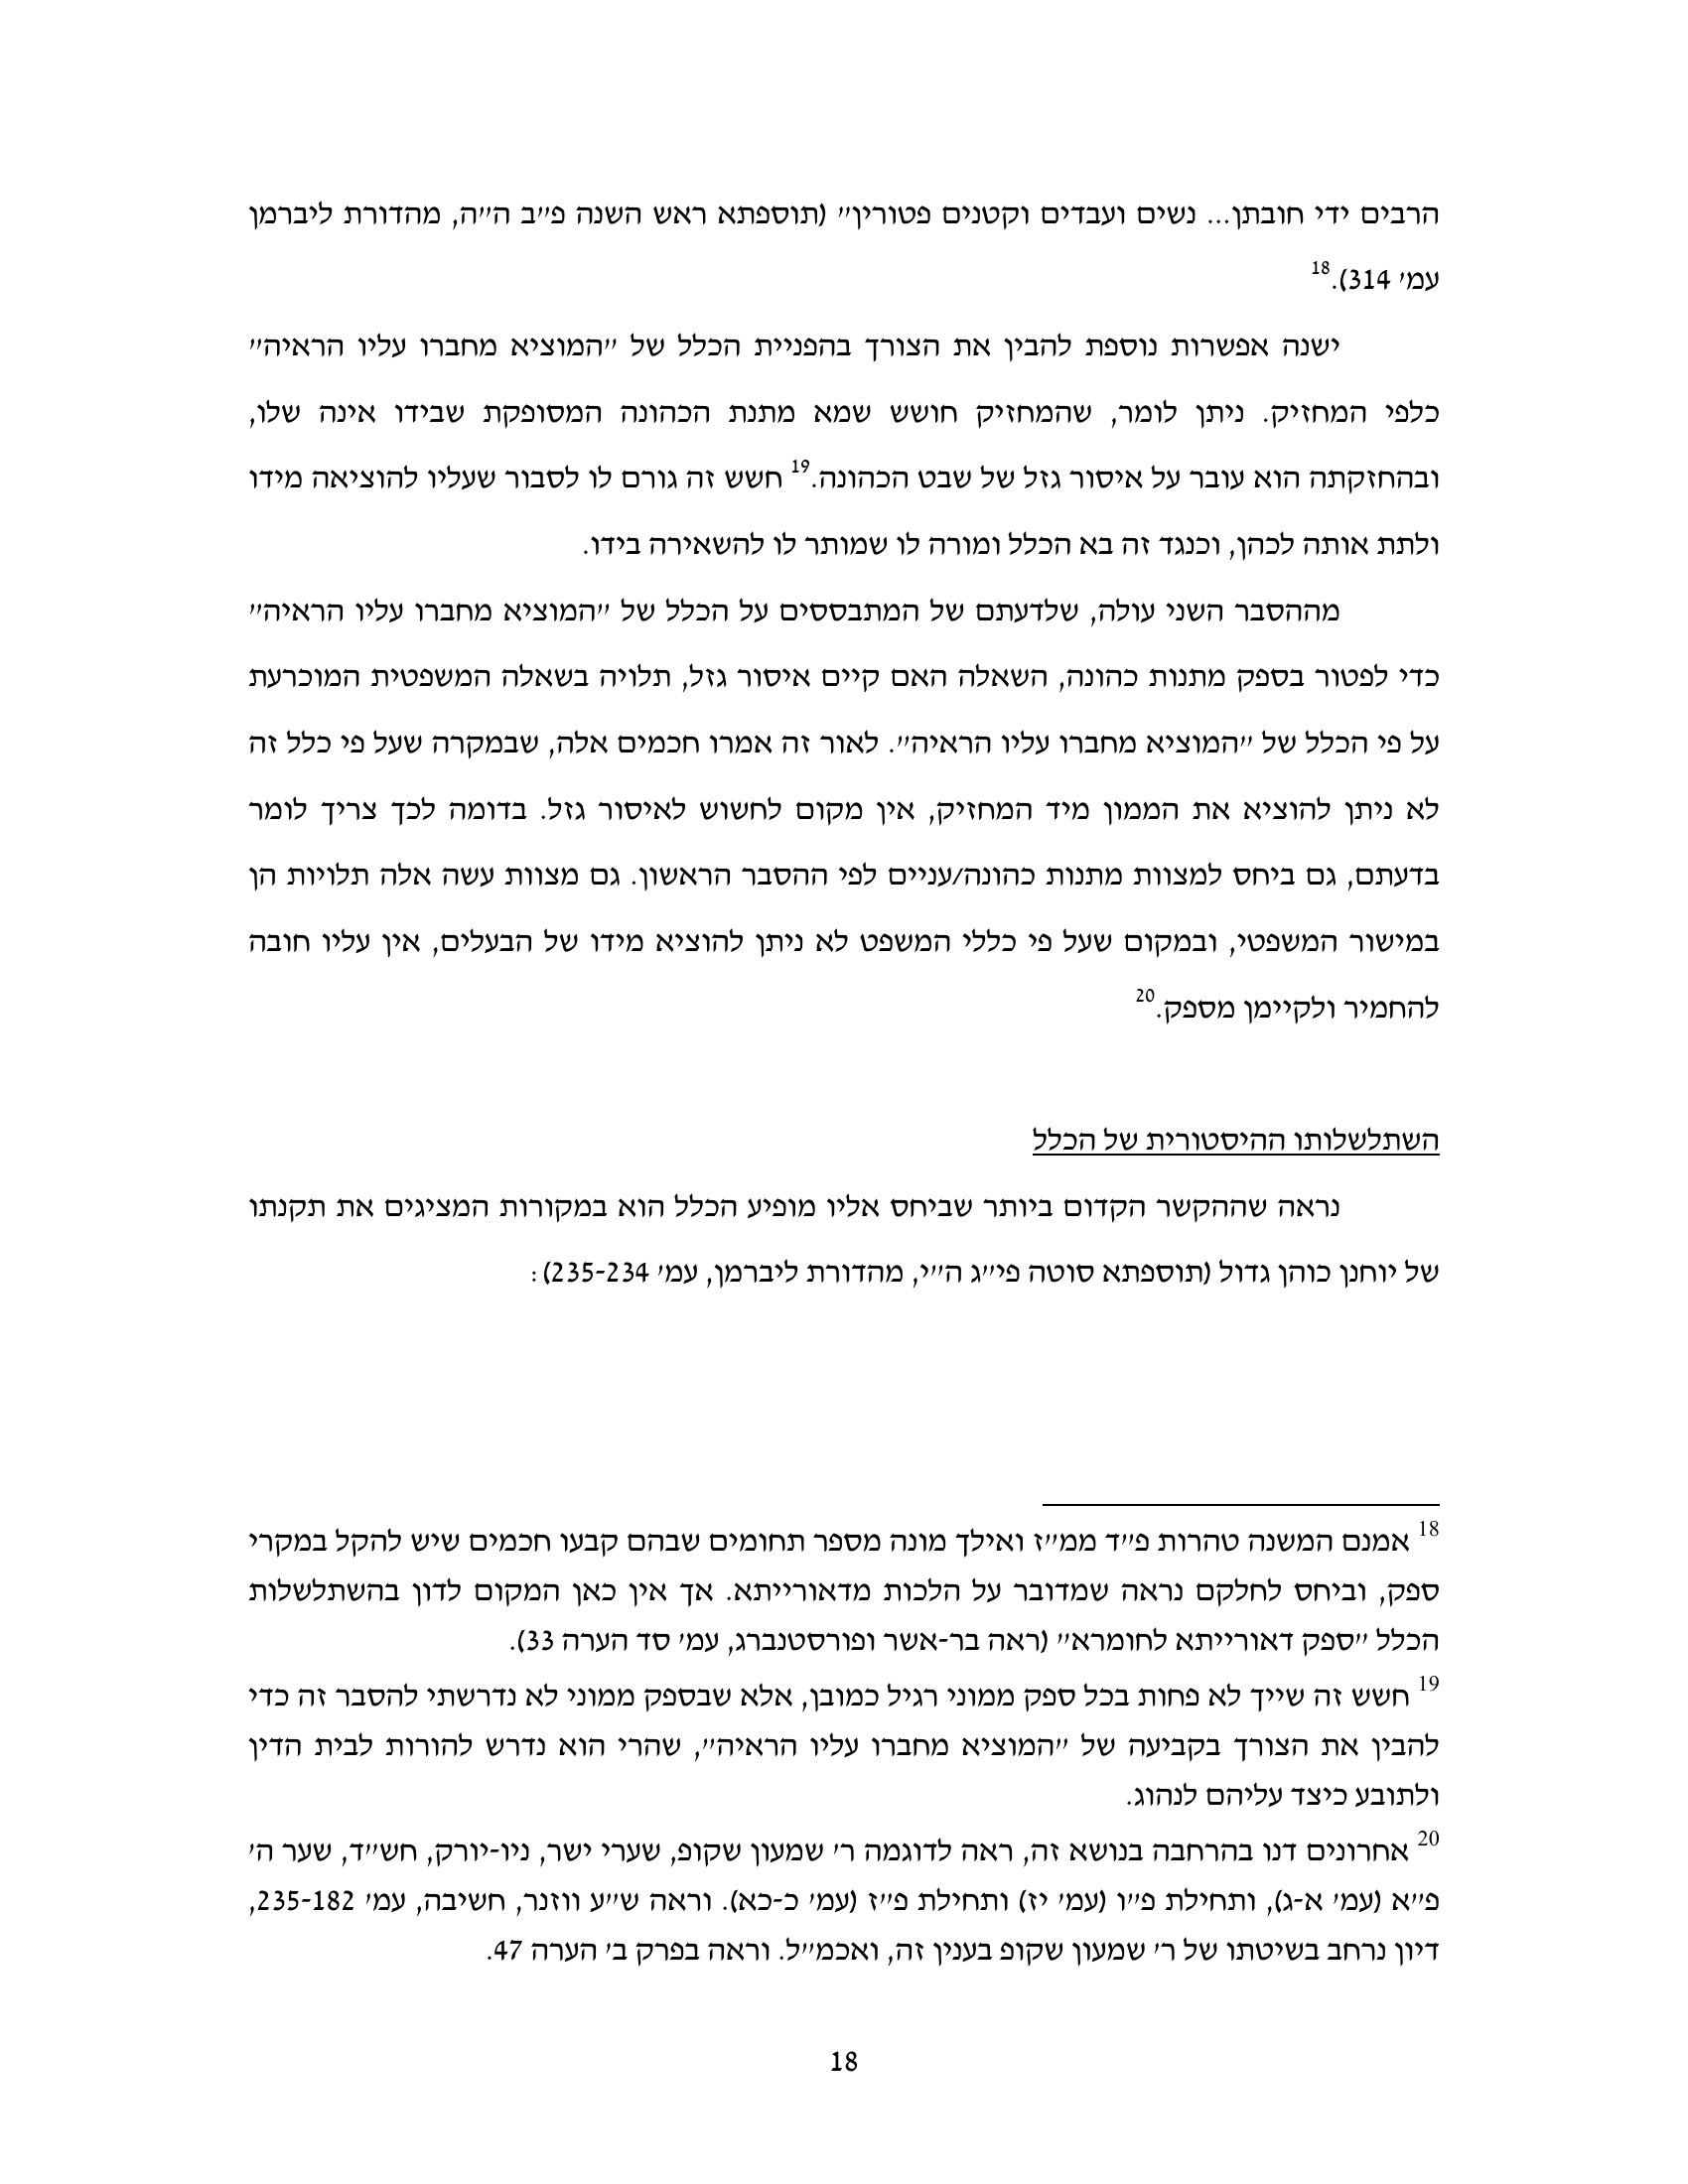 הרבים ידי חובתן... נשים ועבדים וקטנים פטורין" (תוספתא ראש השנה פ"ב ה"ה, מהדורת ליברמן
עמ' 314).18
ישנה אפשרות נוספת להבין את הצורך בהפניית הכלל של "המוציא מחברו עליו הראיה"
כלפי המחזיק. ניתן לומר, שהמחזיק חושש שמא מתנת הכהונה המסופקת שבידו אינה שלו,
ובהחזקתה הוא עובר על איסור גזל של שבט הכהונה.19 חשש זה גורם לו לסבור שעליו להוציאה מידו
ולתת אותה לכהן, וכנגד זה בא הכלל ומורה לו שמותר לו להשאירה בידו.
מההסבר השני עולה, שלדעתם של המתבססים על הכלל של "המוציא מחברו עליו הראיה"
כדי לפטור בספק מתנות כהונה, השאלה האם קיים איסור גזל, תלויה בשאלה המשפטית המוכרעת
על פי הכלל של "המוציא מחברו עליו הראיה". לאור זה אמרו חכמים אלה, שבמקרה שעל פי כלל זה
לא ניתן להוציא את הממון מיד המחזיק, אין מקום לחשוש לאיסור גזל. בדומה לכך צריך לומר
בדעתם, גם ביחס למצוות מתנות כהונה/עניים לפי ההסבר הראשון. גם מצוות עשה אלה תלויות הן
במישור המשפטי, ובמקום שעל פי כללי המשפט לא ניתן להוציא מידו של הבעלים, אין עליו חובה
להחמיר ולקיימן מספק.20
השתלשלותו ההיסטורית של הכלל
נראה שההקשר הקדום ביותר שביחס אליו מופיע הכלל הוא במקורות המציגים את תקנתו
של יוחנן כוהן גדול (תוספתא סוטה פי"ג ה"י, מהדורת ליברמן, עמ' 235-234):
18 אמנם המשנה טהרות פ"ד ממ"ז ואילך מונה מספר תחומים שבהם קבעו חכמים שיש להקל במקרי
ספק, וביחס לחלקם נראה שמדובר על הלכות מדאורייתא. אך אין כאן המקום לדון בהשתלשלות
הכלל "ספק דאורייתא לחומרא" (ראה בר-אשר ופורסטנברג, עמ' סד הערה 33).
19 חשש זה שייך לא פחות בכל ספק ממוני רגיל כמובן, אלא שבספק ממוני לא נדרשתי להסבר זה כדי
להבין את הצורך בקביעה של "המוציא מחברו עליו הראיה", שהרי הוא נדרש להורות לבית הדין
ולתובע כיצד עליהם לנהוג.
20 אחרונים דנו בהרחבה בנושא זה, ראה לדוגמה ר' שמעון שקופ, שערי ישר, ניו-יורק, חש"ד, שער ה'
פ"א (עמ' א-ג), ותחילת פ"ו (עמ' יז) ותחילת פ"ז (עמ' כ-כא). וראה ש"ע ווזנר, חשיבה, עמ' 235-182,
דיון נרחב בשיטתו של ר' שמעון שקופ בענין זה, ואכמ"ל. וראה בפרק ב' הערה 47.
18